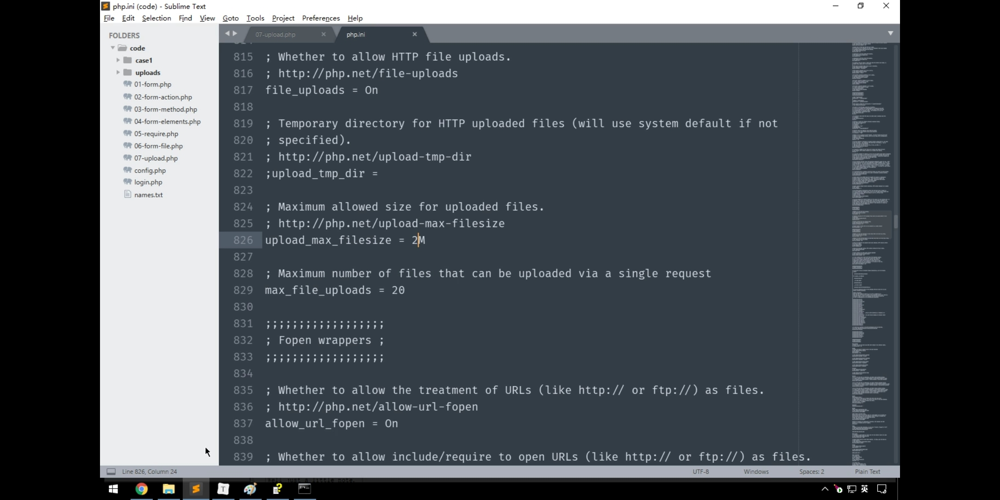 php.ini (code) - Sublime Text
File Edit Selection Find View Goto Tools Project Preferences Help
FOLDERS
code
case1
uploads
01-form.php
02-form-action.php
03-form-method.php
04-form-elements.php
05-require.php
06-form-file.php
07-upload.php
config.php
login.php
names.txt
07-upload.php × php.ini ×
815 ; Whether to allow HTTP file uploads.
816 ; http://php.net/file-uploads
817 file_uploads = On
818
819 ; Temporary directory for HTTP uploaded files (will use system default if not
820 ; specified).
821 ; http://php.net/upload-tmp-dir
822 ;upload_tmp_dir =
823
824 ; Maximum allowed size for uploaded files.
825 ; http://php.net/upload-max-filesize
826 upload_max_filesize = 2M
827
828 ; Maximum number of files that can be uploaded via a single request
829 max_file_uploads = 20
830
831 ;;;;;;;;;;;;;;;;;;
832 ; Fopen wrappers ;
833 ;;;;;;;;;;;;;;;;;;
834
835 ; Whether to allow the treatment of URLs (like http:// or ftp://) as files.
836 ; http://php.net/allow-url-fopen
837 allow_url_fopen = On
838
839 ; Whether to allow include/require to open URLs (like http:// or ftp://) as files.
Line 826, Column 24 UTF-8 Windows Spaces: 2 Plain Text
T 英